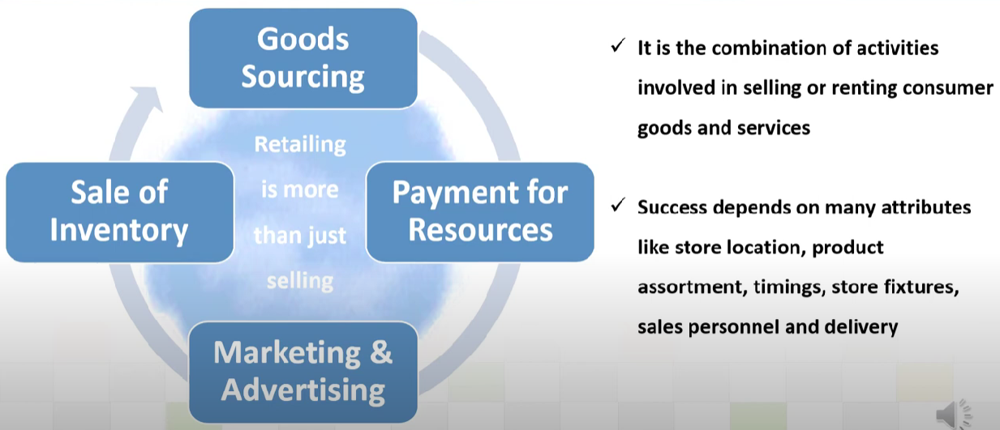 Goods
Sourcing
Retailing
is more
than just
selling
Sale of
Inventory
Payment for
Resources
Marketing &
Advertising
✓ It is the combination of activities
involved in selling or renting consumer
goods and services
✓ Success depends on many attributes
like store location, product
assortment, timings, store fixtures,
sales personnel and delivery